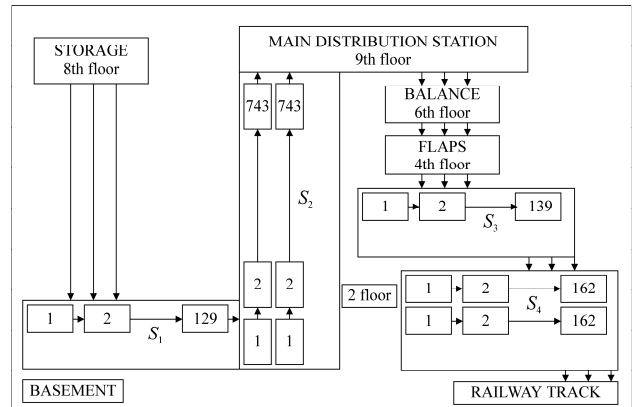 MAIN DISTRIBUTION STATION
9th floor
STORAGE
8th floor
743 743
BALANCE
6th floor
FLAPS
4th floor
S2
1 2 139
S3
2 2
2 floor
1 2 162
S4
1 2 162
1 2 129
S1
1 1
BASEMENT
RAILWAY TRACK